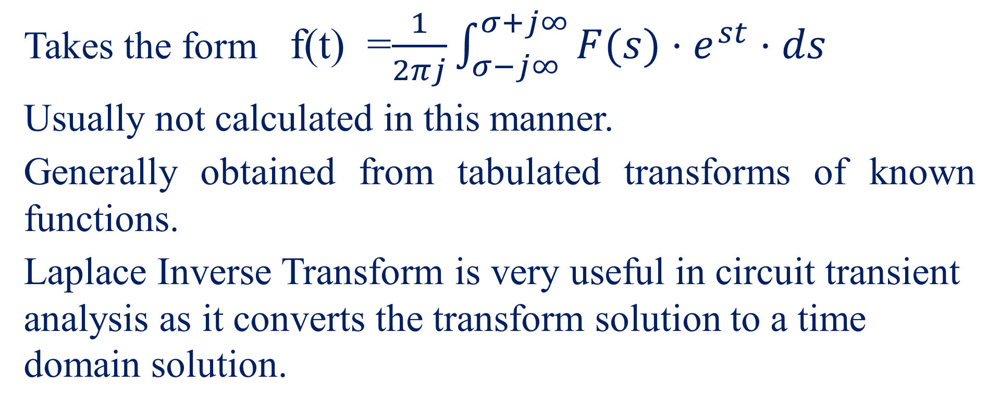 Takes the form f(t) = \frac{1}{2\pi j} \int_{\sigma-j\infty}^{\sigma+j\infty} F(s) \cdot e^{st} \cdot ds
Usually not calculated in this manner.
Generally obtained from tabulated transforms of known
functions.
Laplace Inverse Transform is very useful in circuit transient
analysis as it converts the transform solution to a time
domain solution.